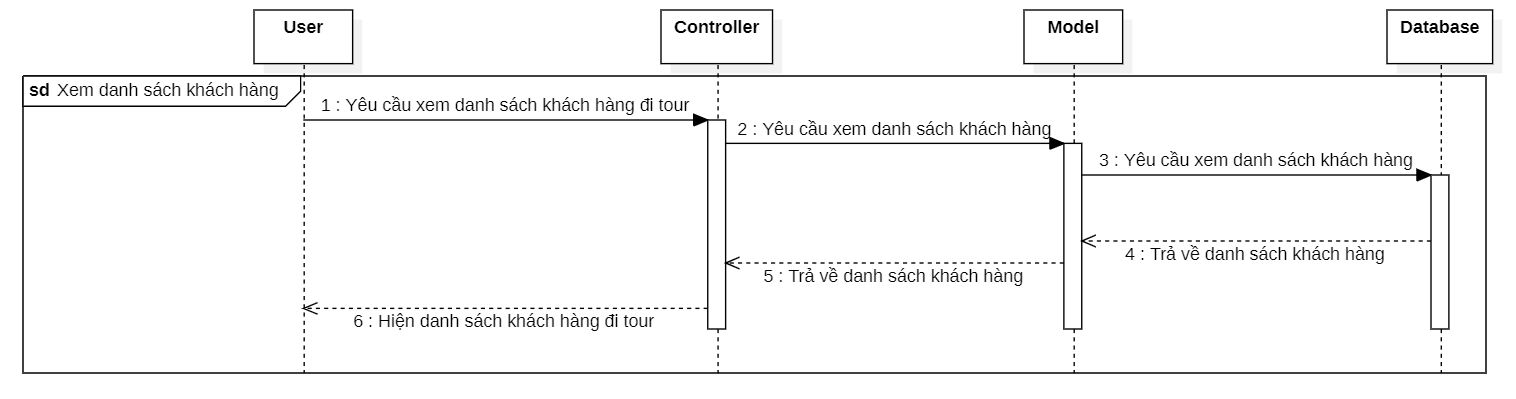 User
Controller
Model
Database
sd Xem danh sách khách hàng
1 : Yêu cầu xem danh sách khách hàng đi tour
2 : Yêu cầu xem danh sách khách hàng
3 : Yêu cầu xem danh sách khách hàng
4 : Trả về danh sách khách hàng
5 : Trả về danh sách khách hàng
6 : Hiện danh sách khách hàng đi tour